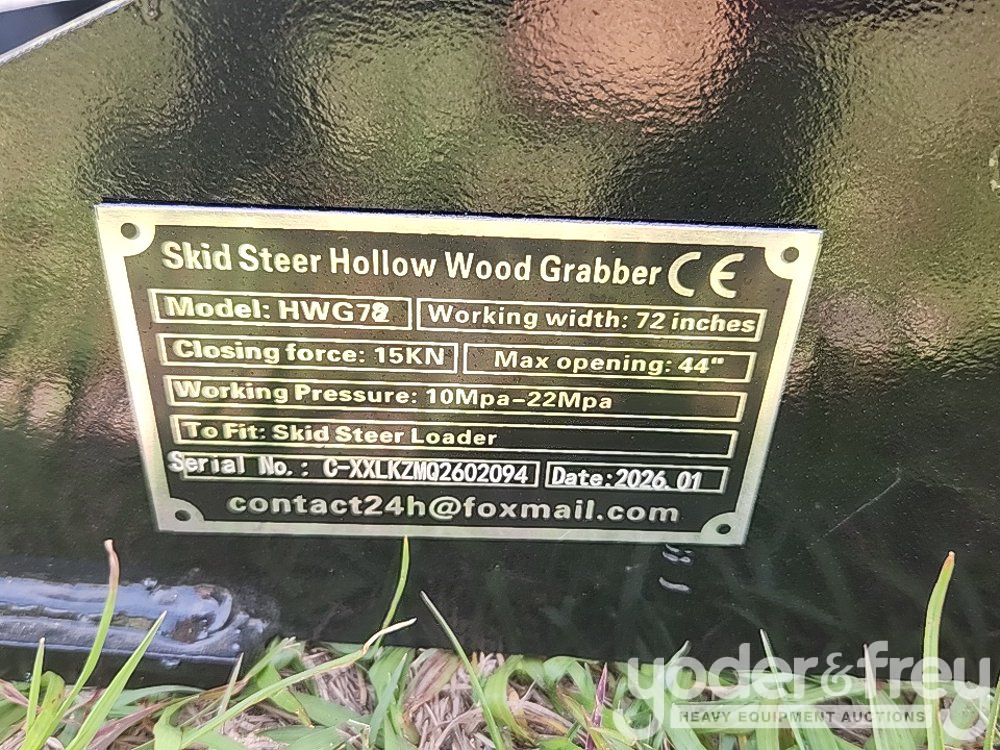 Skid Steer Hollow Wood Grabber CE
Model: HWG72 Working width: 72 inches
Closing force: 15KN Max opening: 44"
Working Pressure: 10Mpa-22Mpa
To Fit: Skid Steer Loader
Serial No.: C-XXLKZMQ2602094 Date:2026.01
contact24h@foxmail.com
yoder&frey
HEAVY EQUIPMENT AUCTIONS